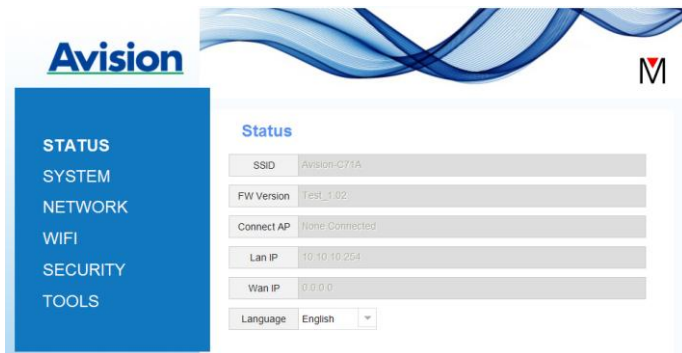 Avision
M
STATUS
SYSTEM
NETWORK
WIFI
SECURITY
TOOLS
Status
SSID Avision-C71A
FW Version Test_1.02
Connect AP None Connected
Lan IP 10.10.10.254
Wan IP 0.0.0.0
Language English